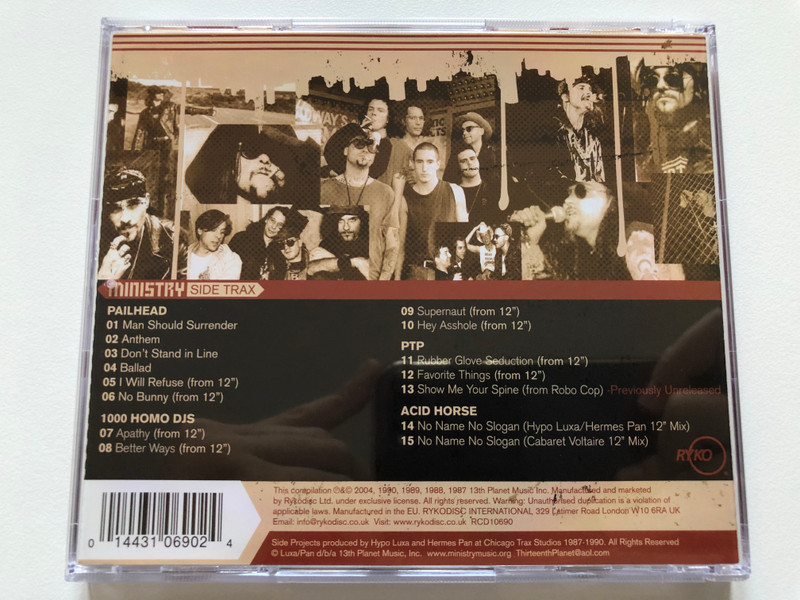 MINISTRY SIDE TRAX
PAILHEAD
01 Man Should Surrender
02 Anthem
03 Don't Stand in Line
04 Ballad
05 I Will Refuse (from 12")
06 No Bunny (from 12")
1000 HOMO DJS
07 Apathy (from 12")
08 Better Ways (from 12")
09 Supernaut (from 12")
10 Hey Asshole (from 12")
PTP
11 Rubber Glove Seduction (from 12")
12 Favorite Things (from 12")
13 Show Me Your Spine (from Robo Cop) -Previously Unreleased
ACID HORSE
14 No Name No Slogan (Hypo Luxa/Hermes Pan 12" Mix)
15 No Name No Slogan (Cabaret Voltaire 12" Mix)
RYKO
This compilation ℗&© 2004, 1990, 1989, 1988, 1987 13th Planet Music Inc. Manufactured and marketed
by Rykodisc Ltd. under exclusive license. All rights reserved. Warning: Unauthorised duplication is a violation of
applicable laws. Manufactured in the EU. RYKODISC INTERNATIONAL 329 Latimer Road London W10 6RA UK
Email: info@rykodisc.co.uk Visit: www.rykodisc.co.uk RCD10690
0 14431 06902 4
Side Projects produced by Hypo Luxa and Hermes Pan at Chicago Trax Studios 1987-1990. All Rights Reserved
© Luxa/Pan d/b/a 13th Planet Music, Inc. www.ministrymusic.org ThirteenthPlanet@aol.com